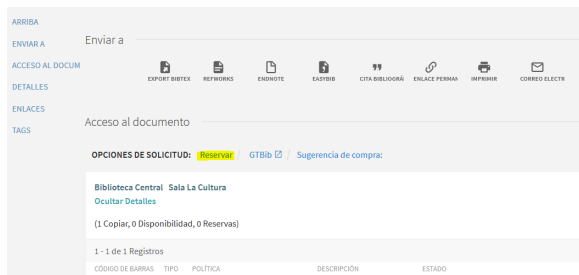 ARRIBA
ENVIAR A
ACCESO AL DOCUM
DETALLES
ENLACES
TAGS
Enviar a
EXPORT BIBTEX REFWORKS ENDNOTE EASYBIB CITA BIBLIOGRÁ ENLACE PERMAN IMPRIMIR CORREO ELECTR
Acceso al documento
OPCIONES DE SOLICITUD: Reservar / GTBib / Sugerencia de compra:
Biblioteca Central Sala La Cultura
Ocultar Detalles
(1 Copiar, 0 Disponibilidad, 0 Reservas)
1 - 1 de 1 Registros
CÓDIGO DE BARRAS TIPO POLÍTICA DESCRIPCIÓN ESTADO